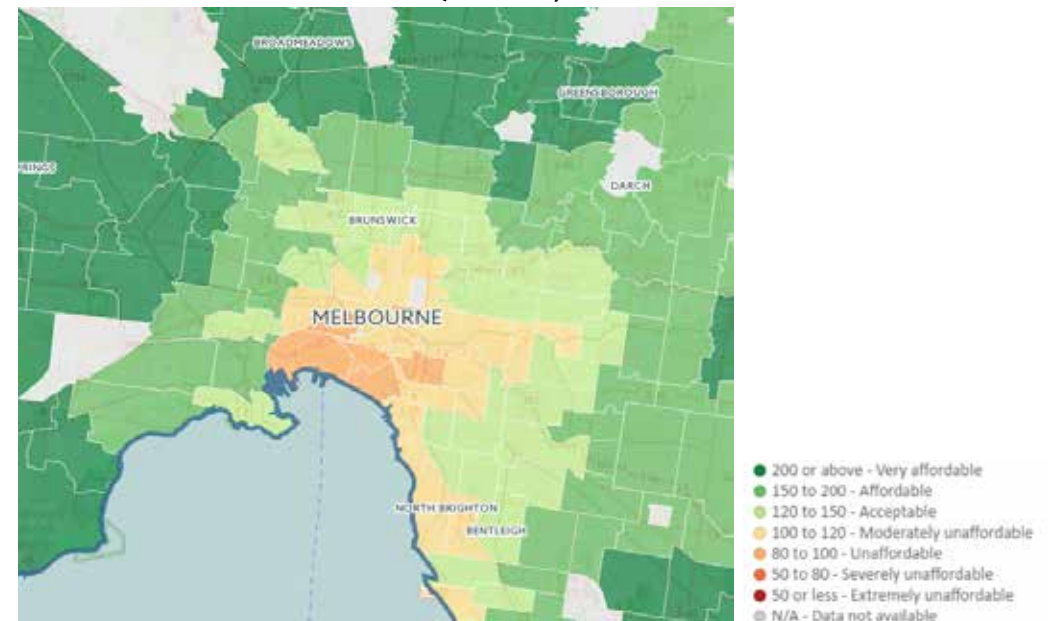 BROADMEADOWS
GREENSBOROUGH
RINGS
DARCH
BRUNSWICK
MELBOURNE
NORTH BRIGHTON
BENTLEIGH
200 or above - Very affordable
150 to 200 - Affordable
120 to 150 - Acceptable
100 to 120 - Moderately unaffordable
80 to 100 - Unaffordable
50 to 80 - Severely unaffordable
50 or less - Extremely unaffordable
N/A - Data not available